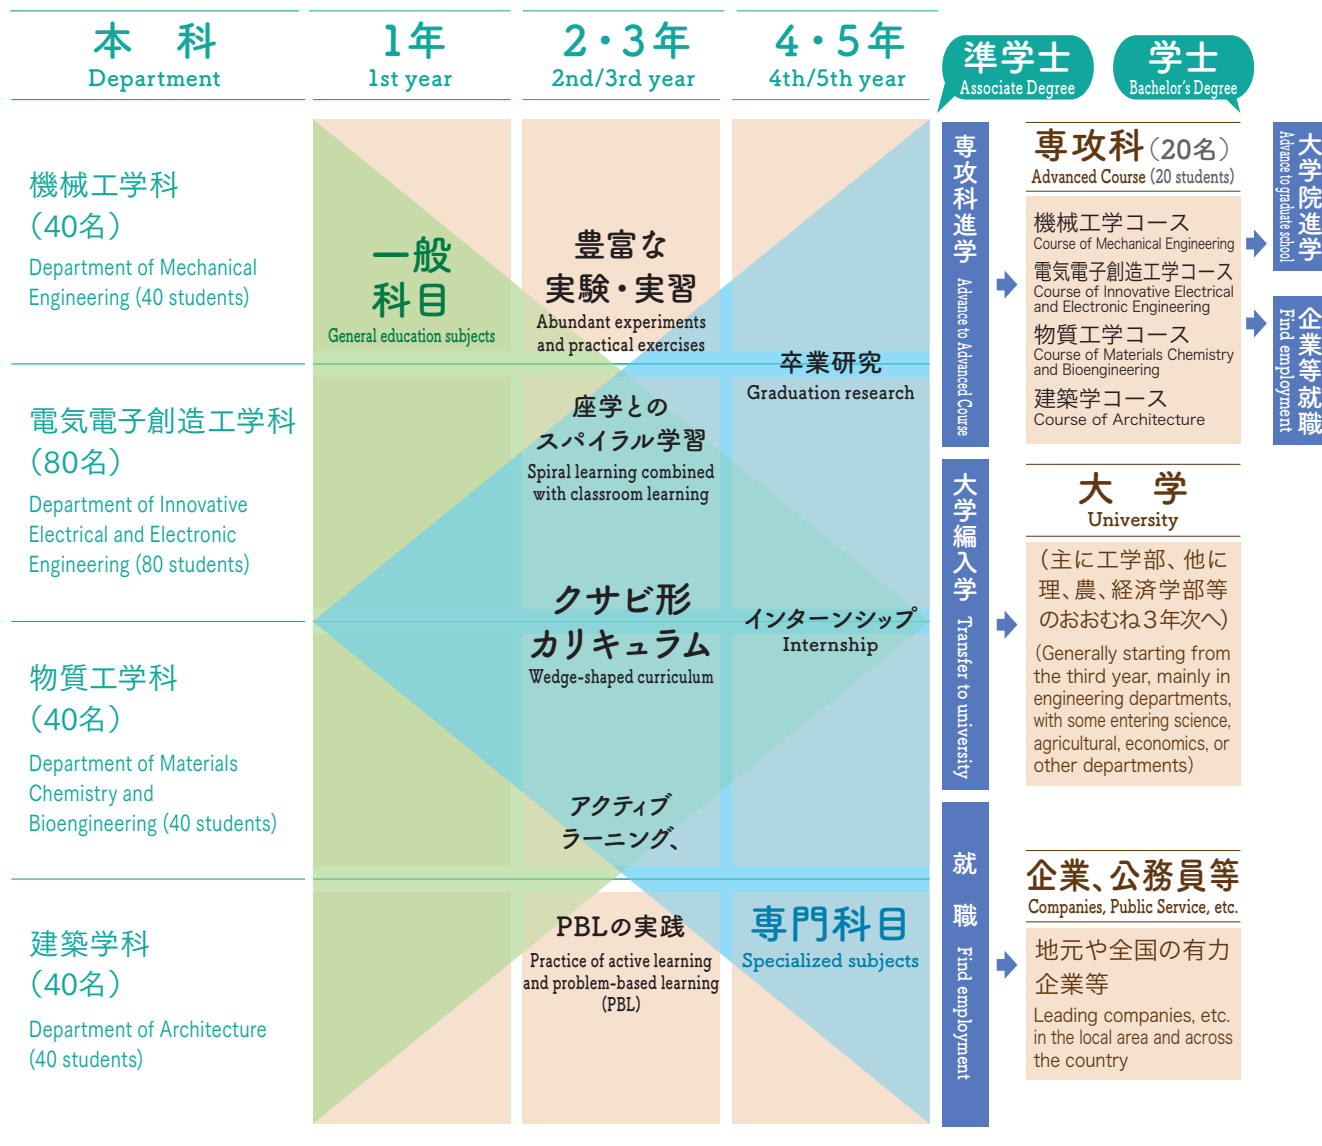 本　科
Department
1年
1st year
2・3年
2nd/3rd year
4・5年
4th/5th year
準学士
Associate Degree
学士
Bachelor's Degree
機械工学科
（40名）
Department of Mechanical
Engineering (40 students)
電気電子創造工学科
（80名）
Department of Innovative
Electrical and Electronic
Engineering (80 students)
物質工学科
（40名）
Department of Materials
Chemistry and
Bioengineering (40 students)
建築学科
（40名）
Department of Architecture
(40 students)
一般
科目
General education subjects
豊富な
実験・実習
Abundant experiments
and practical exercises
座学との
スパイラル学習
Spiral learning combined
with classroom learning
クサビ形
カリキュラム
Wedge-shaped curriculum
アクティブ
ラーニング、
PBLの実践
Practice of active learning
and problem-based learning
(PBL)
卒業研究
Graduation research
インターンシップ
Internship
専門科目
Specialized subjects
専攻科進学 Advance to Advanced Course
専攻科（20名）
Advanced Course (20 students)
機械工学コース
Course of Mechanical Engineering
電気電子創造工学コース
Course of Innovative Electrical
and Electronic Engineering
物質工学コース
Course of Materials Chemistry
and Bioengineering
建築学コース
Course of Architecture
大学院進学
Advance to graduate school
企業等就職
Find employment
大学編入学 Transfer to university
大　学
University
（主に工学部、他に
理、農、経済学部等
のおおむね３年次へ）
(Generally starting from
the third year, mainly in
engineering departments,
with some entering science,
agricultural, economics, or
other departments)
就　職 Find employment
企業、公務員等
Companies, Public Service, etc.
地元や全国の有力
企業等
Leading companies, etc.
in the local area and across
the country